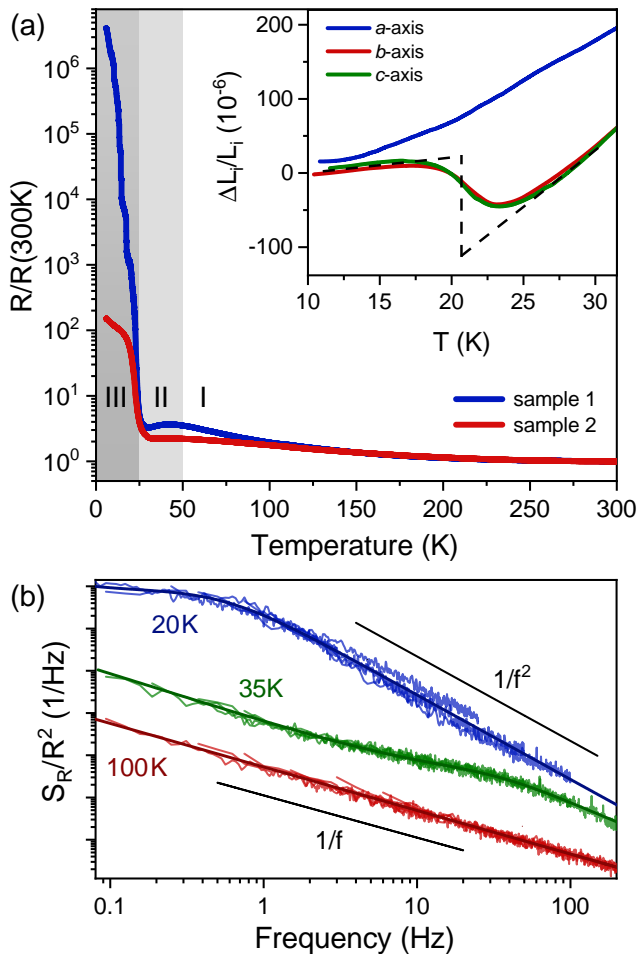 (a)
R/R(300K)
10^6
10^5
10^4
10^3
10^2
10^1
10^0
III
II
I
sample 1
sample 2
0
50
100
150
200
250
300
Temperature (K)
ΔL_i/L_i (10^-6)
200
100
0
-100
a-axis
b-axis
c-axis
10
15
20
25
30
T (K)
(b)
S_R/R^2 (1/Hz)
20K
35K
100K
1/f^2
1/f
0.1
1
10
100
Frequency (Hz)